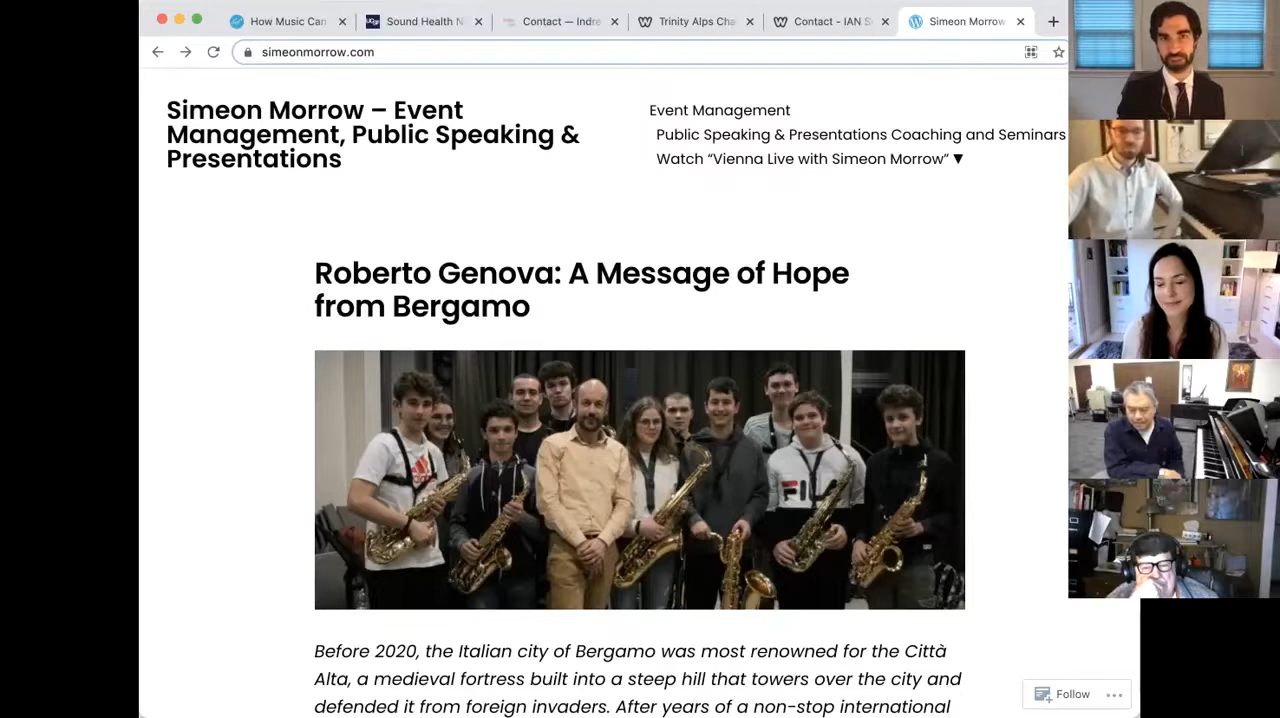 How Music Can
Sound Health N
Contact — Indre
Trinity Alps Cha
Contact - IAN S
Simeon Morrow
simeonmorrow.com
Simeon Morrow – Event
Management, Public Speaking &
Presentations
Event Management
Public Speaking & Presentations Coaching and Seminars
Watch “Vienna Live with Simeon Morrow” ▼
Roberto Genova: A Message of Hope
from Bergamo
FILA
Before 2020, the Italian city of Bergamo was most renowned for the Città
Alta, a medieval fortress built into a steep hill that towers over the city and
defended it from foreign invaders. After years of a non-stop international
Follow